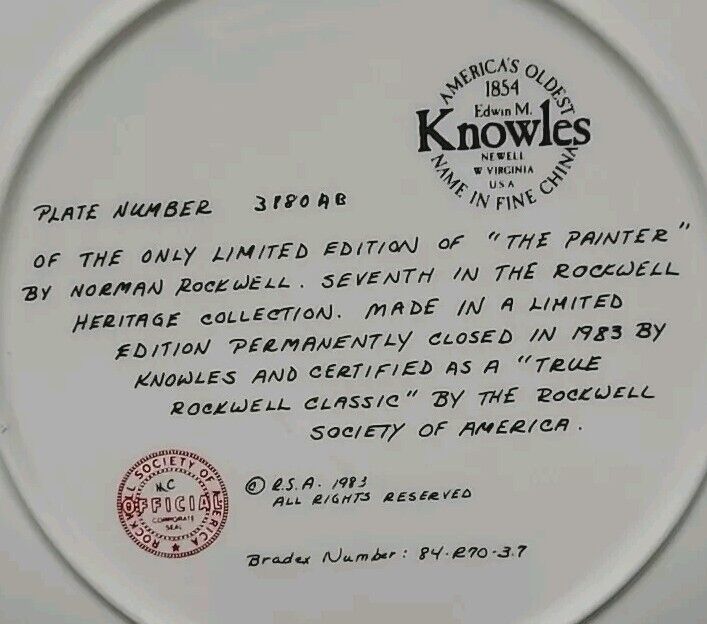 AMERICA'S OLDEST
1854
Edwin M.
Knowles
NEWELL
W VIRGINIA
USA
NAME IN FINE CHINA
PLATE NUMBER 3180AB
OF THE ONLY LIMITED EDITION OF "THE PAINTER"
BY NORMAN ROCKWELL. SEVENTH IN THE ROCKWELL
HERITAGE COLLECTION. MADE IN A LIMITED
EDITION PERMANENTLY CLOSED IN 1983 BY
KNOWLES AND CERTIFIED AS A "TRUE
ROCKWELL CLASSIC" BY THE ROCKWELL
SOCIETY OF AMERICA.
ROCKWELL SOCIETY OF AMERICA
OFFICIAL
CORPORATE
SEAL
© R.S.A. 1983
ALL RIGHTS RESERVED
Bradex Number: 84-R70-3.7